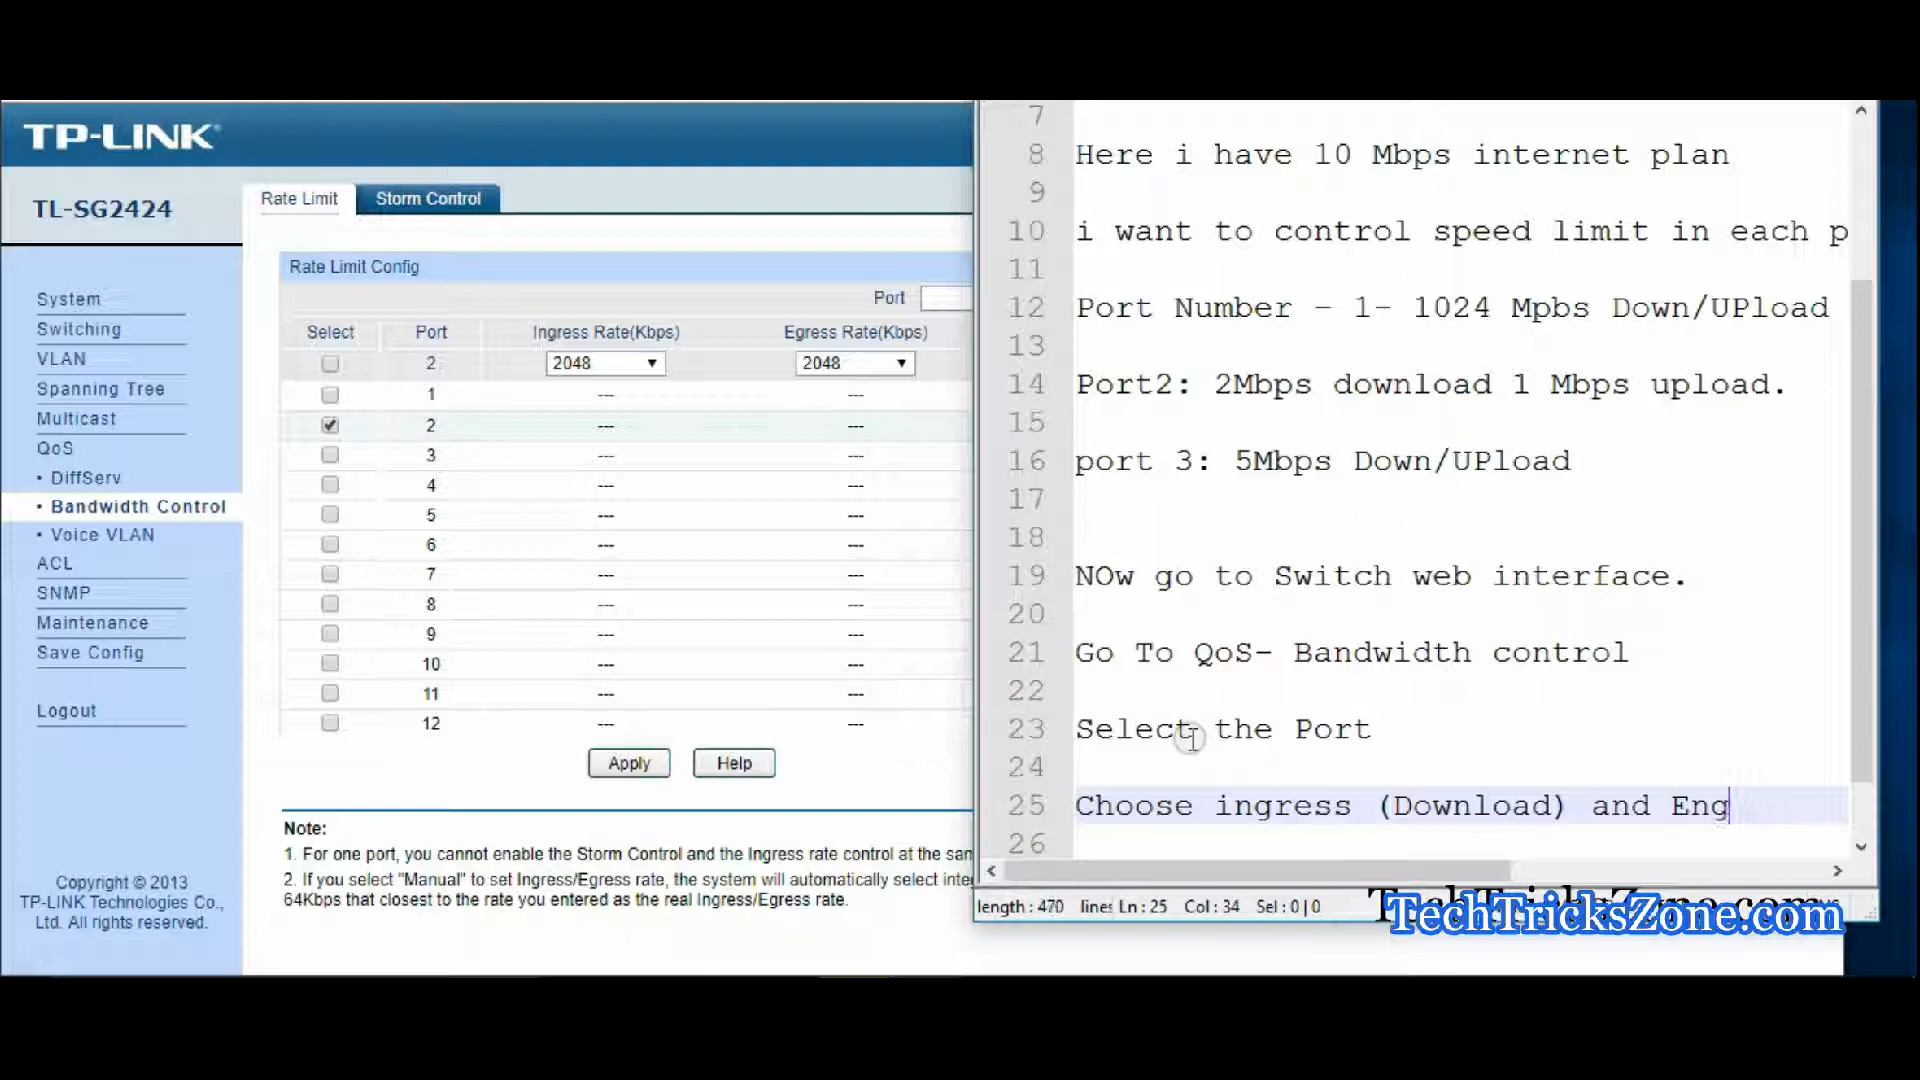 TP-LINK
TL-SG2424
Rate Limit
Storm Control
System
Switching
VLAN
Spanning Tree
Multicast
QoS
• DiffServ
• Bandwidth Control
• Voice VLAN
ACL
SNMP
Maintenance
Save Config
Logout
Copyright © 2013
TP-LINK Technologies Co.,
Ltd. All rights reserved.
Rate Limit Config
Port
Select Port Ingress Rate(Kbps) Egress Rate(Kbps)
2 2048 2048
1 --- ---
2 --- ---
3 --- ---
4 --- ---
5 --- ---
6 --- ---
7 --- ---
8 --- ---
9 --- ---
10 --- ---
11 --- ---
12 --- ---
Apply Help
Note:
1. For one port, you cannot enable the Storm Control and the Ingress rate control at the san
2. If you select "Manual" to set Ingress/Egress rate, the system will automatically select inte
64Kbps that closest to the rate you entered as the real Ingress/Egress rate.
7
8 Here i have 10 Mbps internet plan
9
10 i want to control speed limit in each p
11
12 Port Number - 1- 1024 Mpbs Down/UPload
13
14 Port2: 2Mbps download 1 Mbps upload.
15
16 port 3: 5Mbps Down/UPload
17
18
19 NOw go to Switch web interface.
20
21 Go To QoS- Bandwidth control
22
23 Select the Port
24
25 Choose ingress (Download) and Eng
26
length : 470 lines Ln : 25 Col : 34 Sel : 0 | 0
TechTricksZone.com